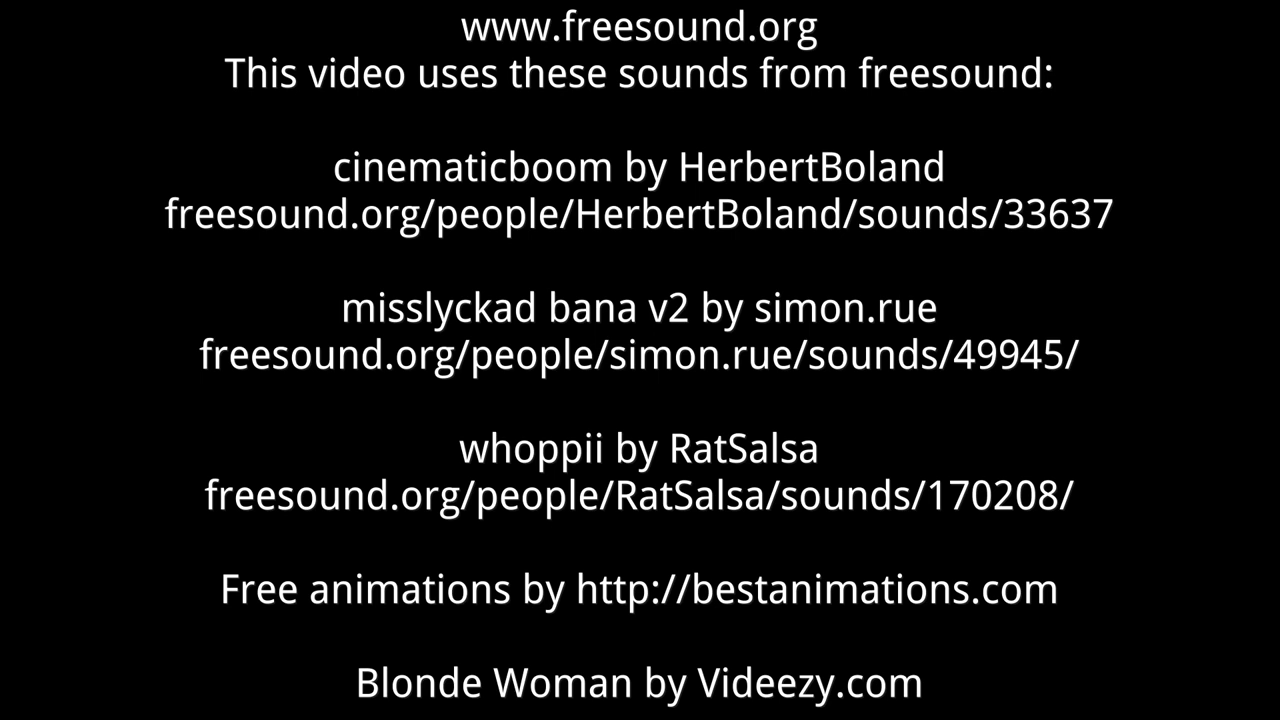 www.freesound.org
This video uses these sounds from freesound:
cinematicboom by HerbertBoland
freesound.org/people/HerbertBoland/sounds/33637
misslyckad bana v2 by simon.rue
freesound.org/people/simon.rue/sounds/49945/
whoppii by RatSalsa
freesound.org/people/RatSalsa/sounds/170208/
Free animations by http://bestanimations.com
Blonde Woman by Videezy.com